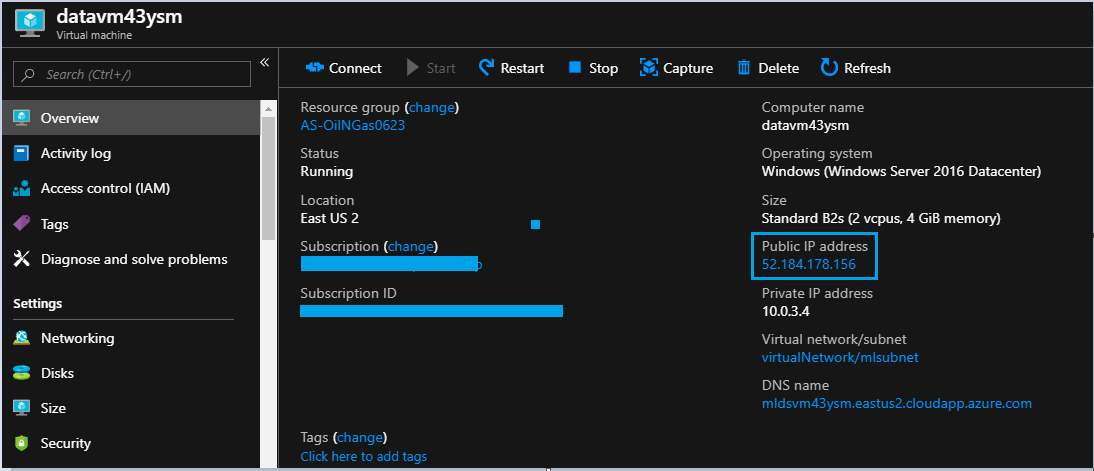 datavm43ysm
Virtual machine
Search (Ctrl+/)
«
Overview
Activity log
Access control (IAM)
Tags
Diagnose and solve problems
Settings
Networking
Disks
Size
Security
Connect
Start
Restart
Stop
Capture
Delete
Refresh
Resource group (change)
AS-OilNGas0623
Status
Running
Location
East US 2
Subscription (change)
Subscription ID
Computer name
datavm43ysm
Operating system
Windows (Windows Server 2016 Datacenter)
Size
Standard B2s (2 vcpus, 4 GiB memory)
Public IP address
52.184.178.156
Private IP address
10.0.3.4
Virtual network/subnet
virtualNetwork/mlsubnet
DNS name
mldsvm43ysm.eastus2.cloudapp.azure.com
Tags (change)
Click here to add tags